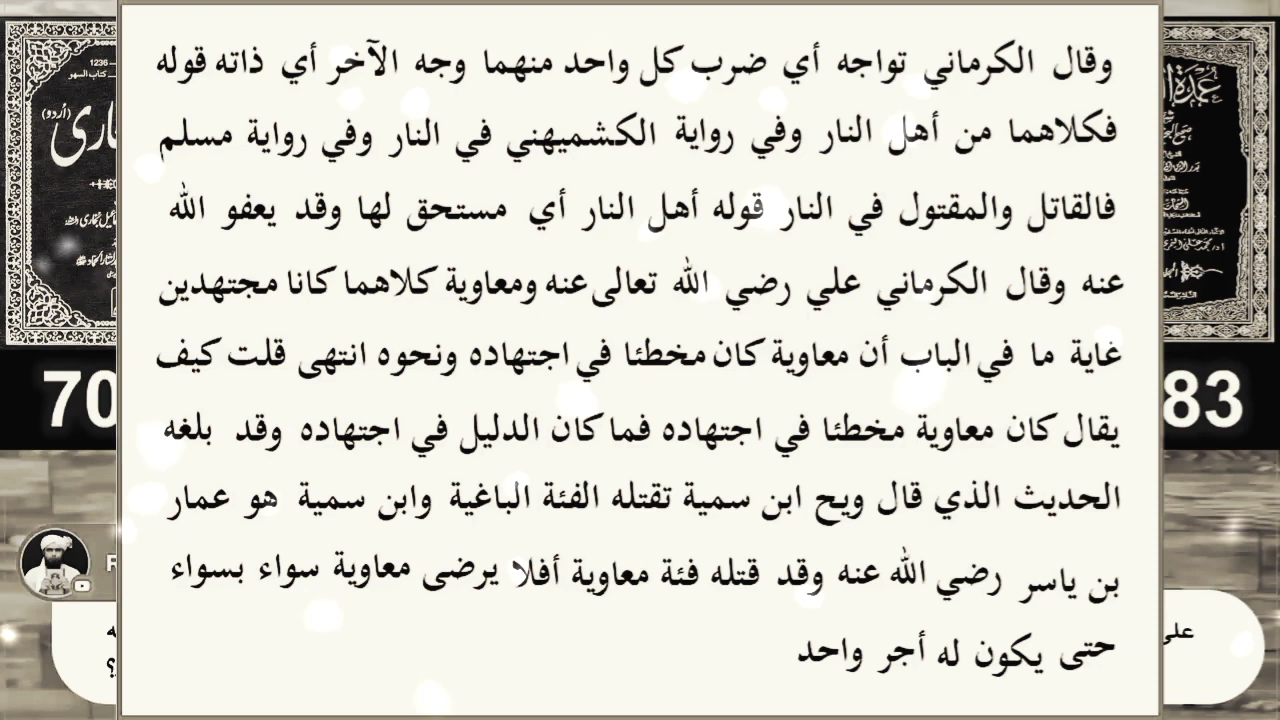 وقال الكرماني تواجه أي ضرب كل واحد منهما وجه الآخر أي ذاته قوله
فكلاهما من أهل النار وفي رواية الكشميهني في النار وفي رواية مسلم
فالقاتل والمقتول في النار قوله أهل النار أي مستحق لها وقد يعفو الله
عنه وقال الكرماني علي رضي الله تعالى عنه ومعاوية كلاهما كانا مجتهدين
غاية ما في الباب أن معاوية كان مخطئا في اجتهاده ونحوه انتهى قلت كيف
يقال كان معاوية مخطئا في اجتهاده فما كان الدليل في اجتهاده وقد بلغه
الحديث الذي قال ويح ابن سمية تقتله الفئة الباغية وابن سمية هو عمار
بن ياسر رضي الله عنه وقد قتله فئة معاوية أفلا يرضى معاوية سواء بسواء
حتى يكون له أجر واحد
1236
كتاب السهو
(اُردو)
70
83